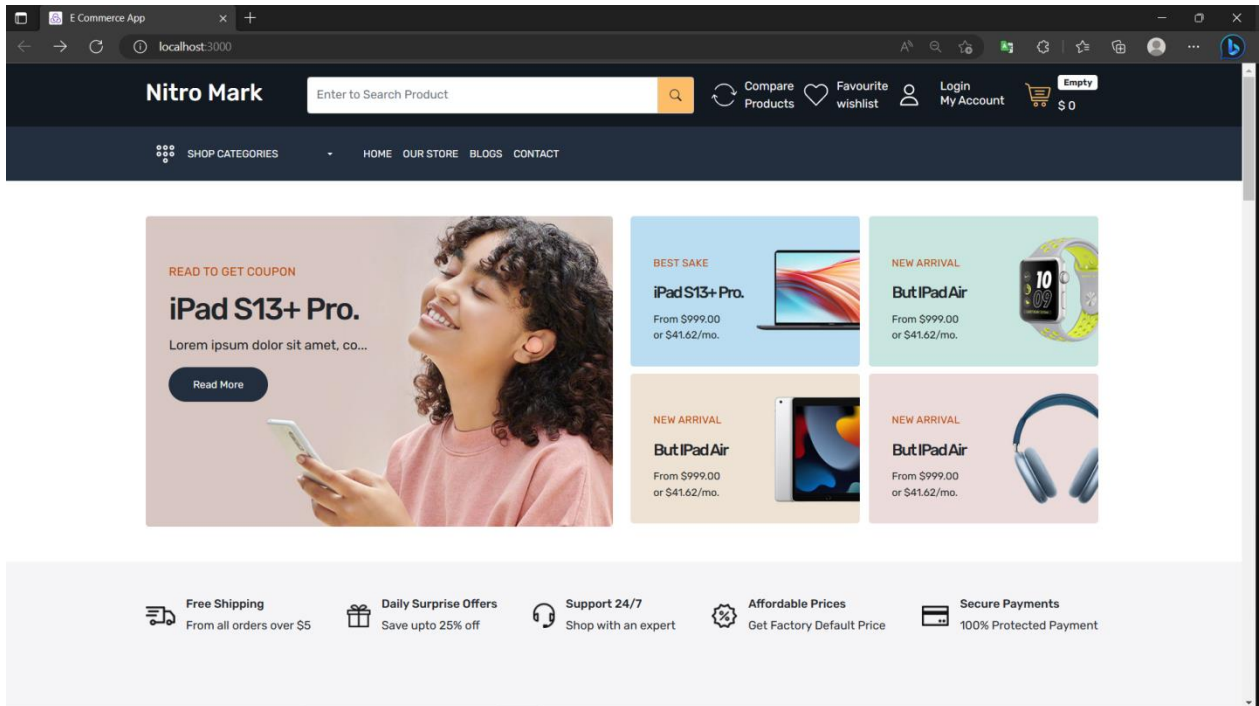 E Commerce App
localhost:3000
Nitro Mark
Enter to Search Product
Compare
Products
Favourite
wishlist
Login
My Account
Empty
$ 0
SHOP CATEGORIES
HOME OUR STORE BLOGS CONTACT
READ TO GET COUPON
iPad S13+ Pro.
Lorem ipsum dolor sit amet, co...
Read More
BEST SAKE
iPad S13+ Pro.
From $999.00
or $41.62/mo.
NEW ARRIVAL
But IPad Air
From $999.00
or $41.62/mo.
10
09
NEW ARRIVAL
But IPad Air
From $999.00
or $41.62/mo.
NEW ARRIVAL
But IPad Air
From $999.00
or $41.62/mo.
Free Shipping
From all orders over $5
Daily Surprise Offers
Save upto 25% off
Support 24/7
Shop with an expert
Affordable Prices
Get Factory Default Price
Secure Payments
100% Protected Payment